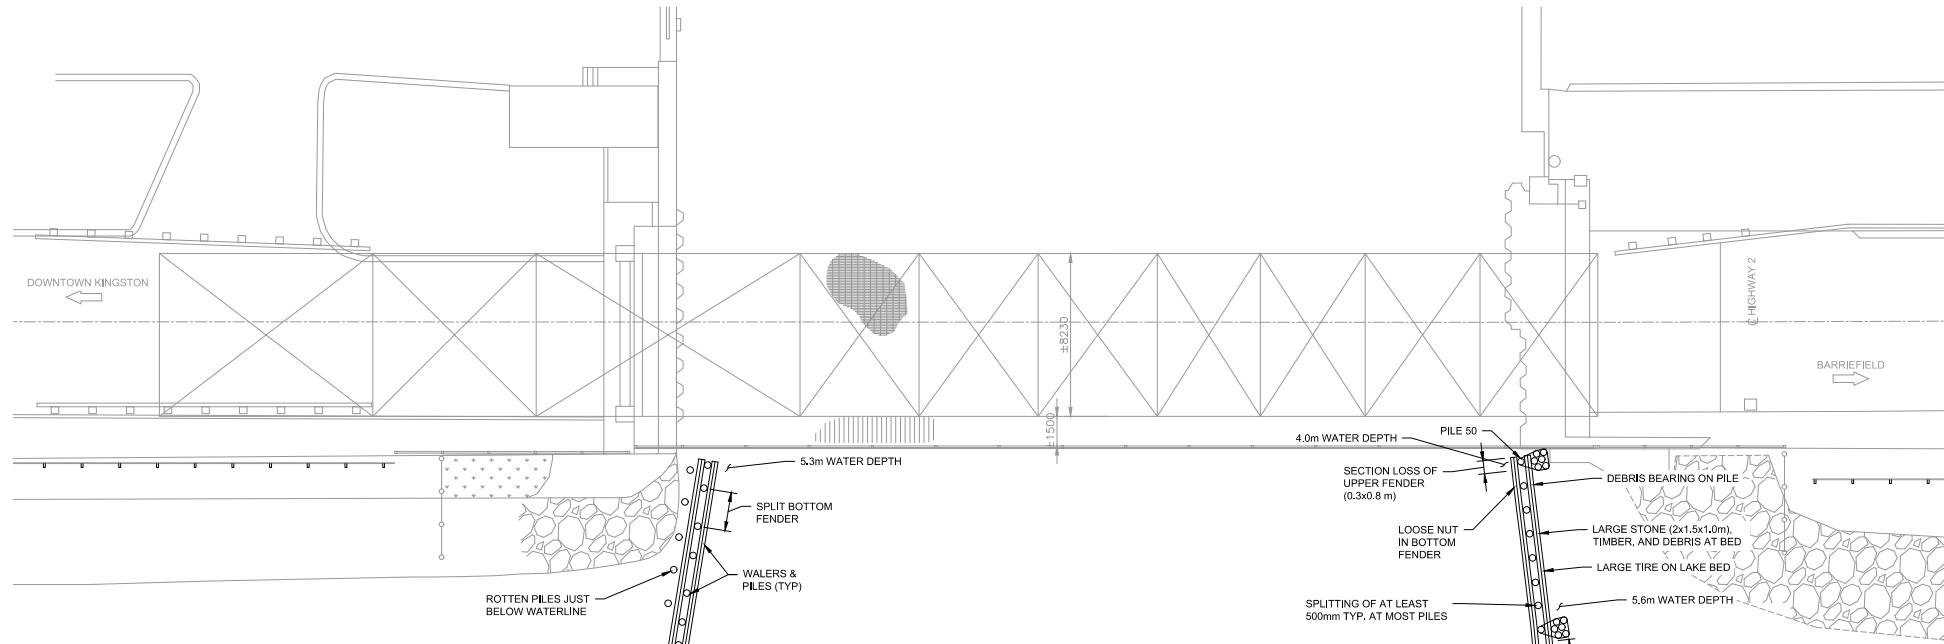 DOWNTOWN KINGSTON
±8230
±1500
℄ HIGHWAY 2
BARRIEFIELD
5.3m WATER DEPTH
SPLIT BOTTOM
FENDER
WALERS &
PILES (TYP)
ROTTEN PILES JUST
BELOW WATERLINE
PILE 50
4.0m WATER DEPTH
SECTION LOSS OF
UPPER FENDER
(0.3x0.8 m)
LOOSE NUT
IN BOTTOM
FENDER
DEBRIS BEARING ON PILE
LARGE STONE (2x1.5x1.0m),
TIMBER, AND DEBRIS AT BED
LARGE TIRE ON LAKE BED
SPLITTING OF AT LEAST
500mm TYP. AT MOST PILES
5.6m WATER DEPTH